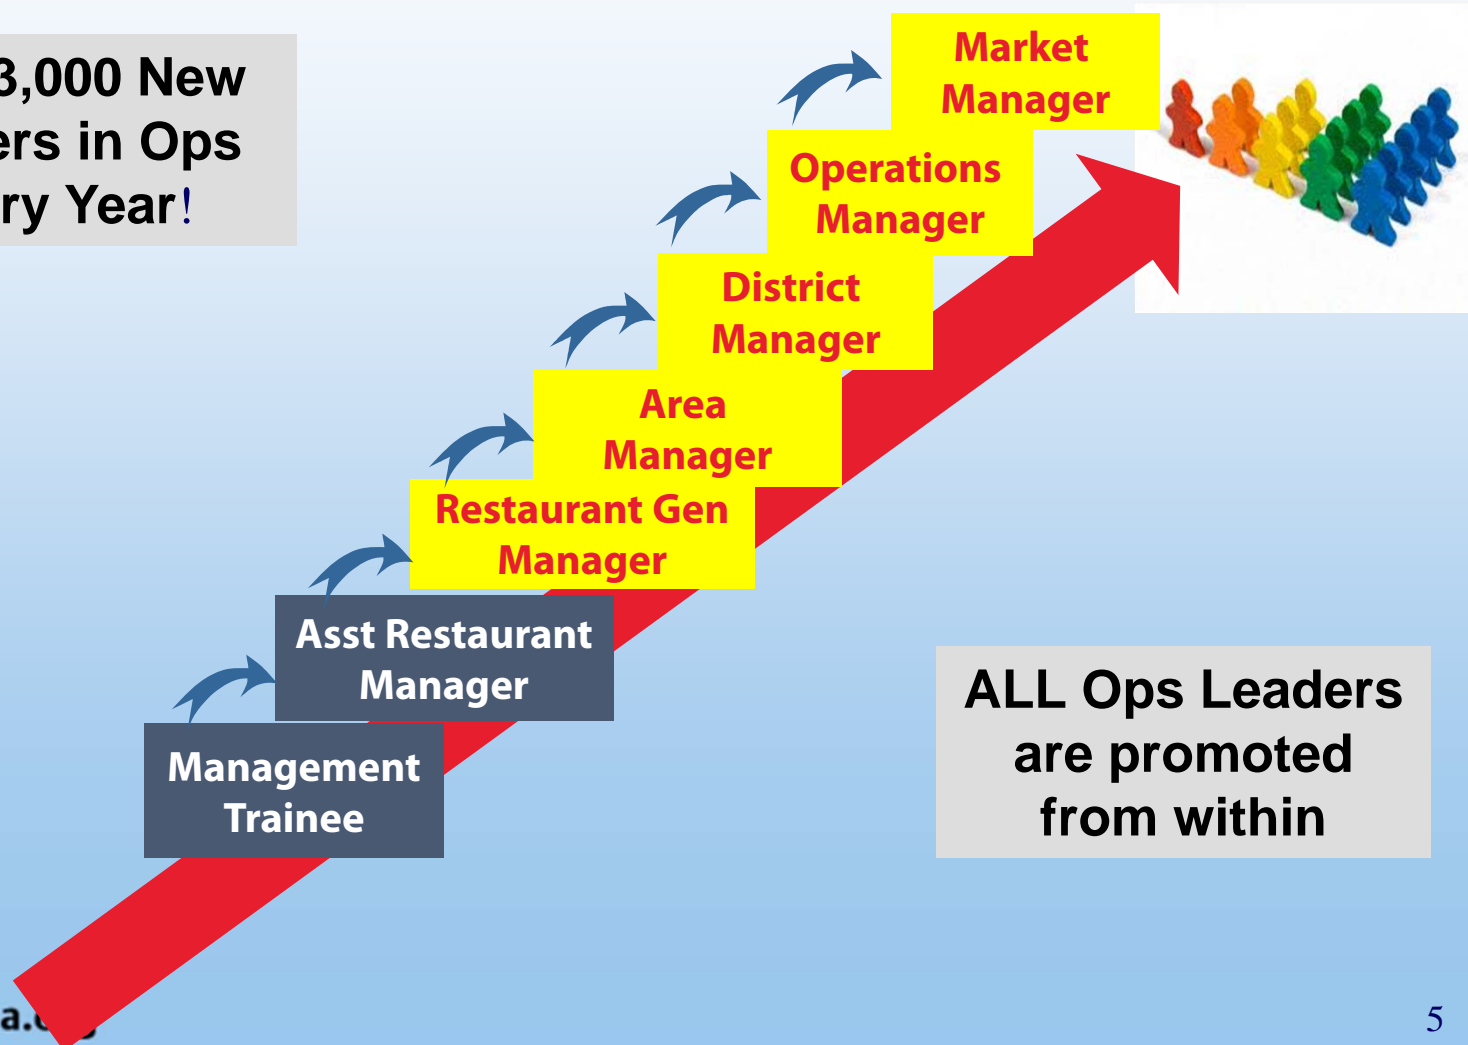 3,000 New
ers in Ops
ry Year!
Market
Manager
Operations
Manager
District
Manager
Area
Manager
Restaurant Gen
Manager
Asst Restaurant
Manager
Management
Trainee
ALL Ops Leaders
are promoted
from within
5